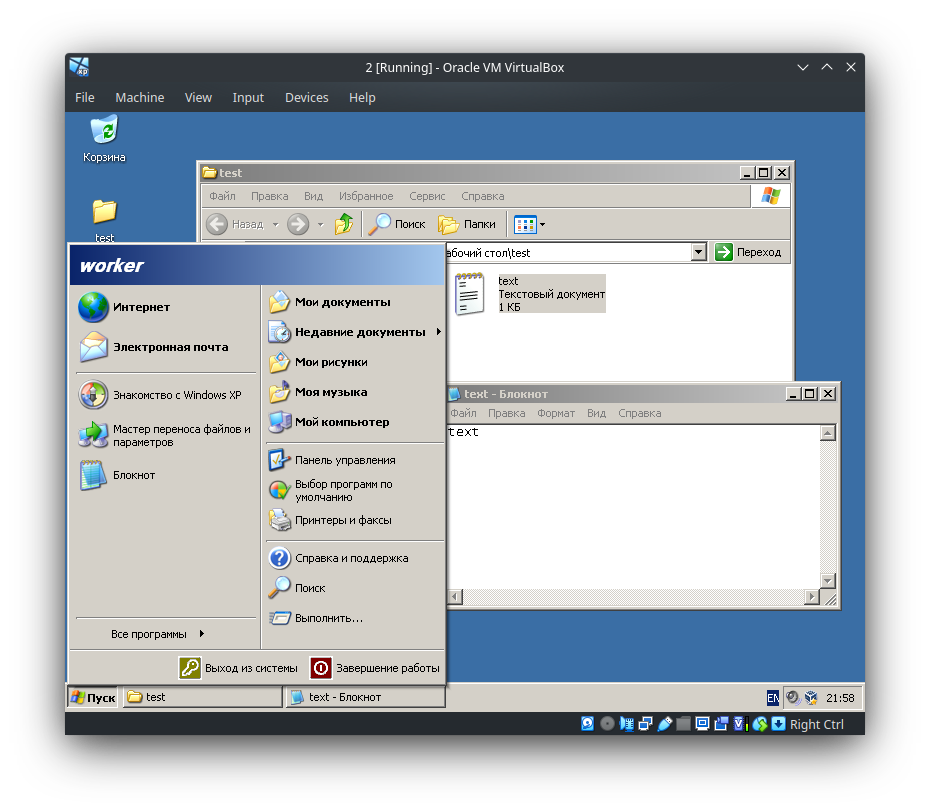 2 [Running] - Oracle VM VirtualBox
File Machine View Input Devices Help
Корзина
test
test
Файл Правка Вид Избранное Сервис Справка
Назад Поиск Папки
абочий стол\test Переход
text
Текстовый документ
1 КБ
text - Блокнот
Файл Правка Формат Вид Справка
text
worker
Интернет
Электронная почта
Знакомство с Windows XP
Мастер переноса файлов и
параметров
Блокнот
Все программы
Мои документы
Недавние документы
Мои рисунки
Моя музыка
Мой компьютер
Панель управления
Выбор программ по
умолчанию
Принтеры и факсы
Справка и поддержка
Поиск
Выполнить...
Выход из системы Завершение работы
Пуск test text - Блокнот EN 21:58
Right Ctrl